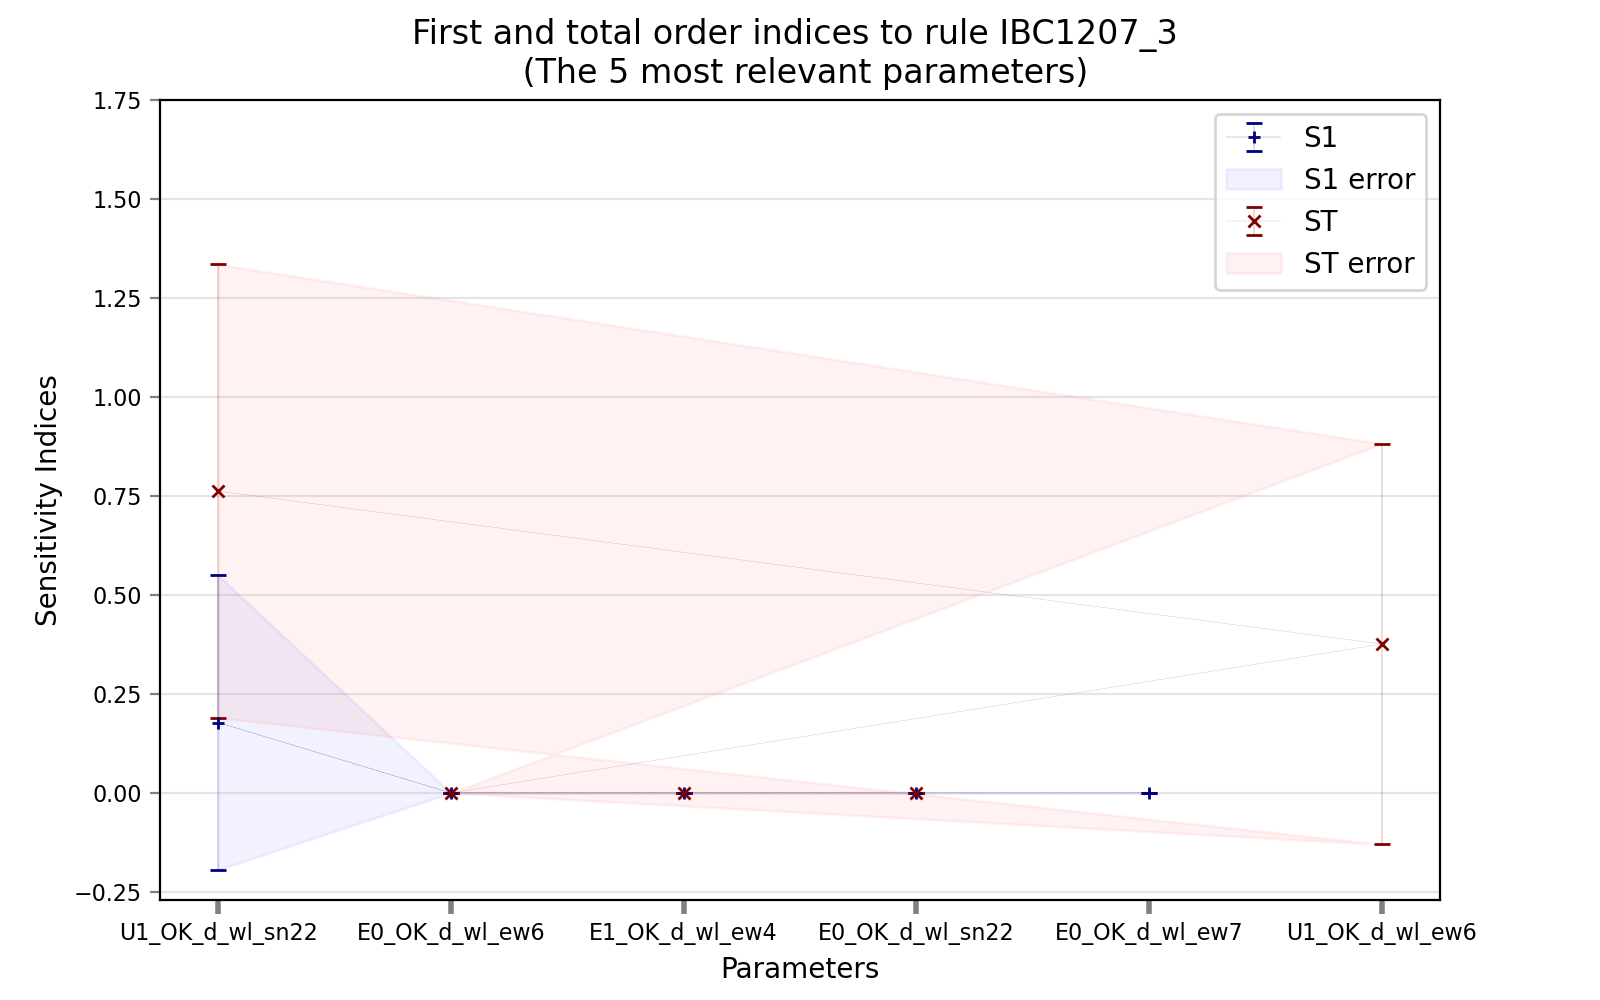 First and total order indices to rule IBC1207_3
(The 5 most relevant parameters)
1.75
1.50
1.25
1.00
0.75
0.50
0.25
0.00
−0.25
Sensitivity Indices
S1
S1 error
ST
ST error
U1_OK_d_wl_sn22
E0_OK_d_wl_ew6
E1_OK_d_wl_ew4
E0_OK_d_wl_sn22
E0_OK_d_wl_ew7
U1_OK_d_wl_ew6
Parameters